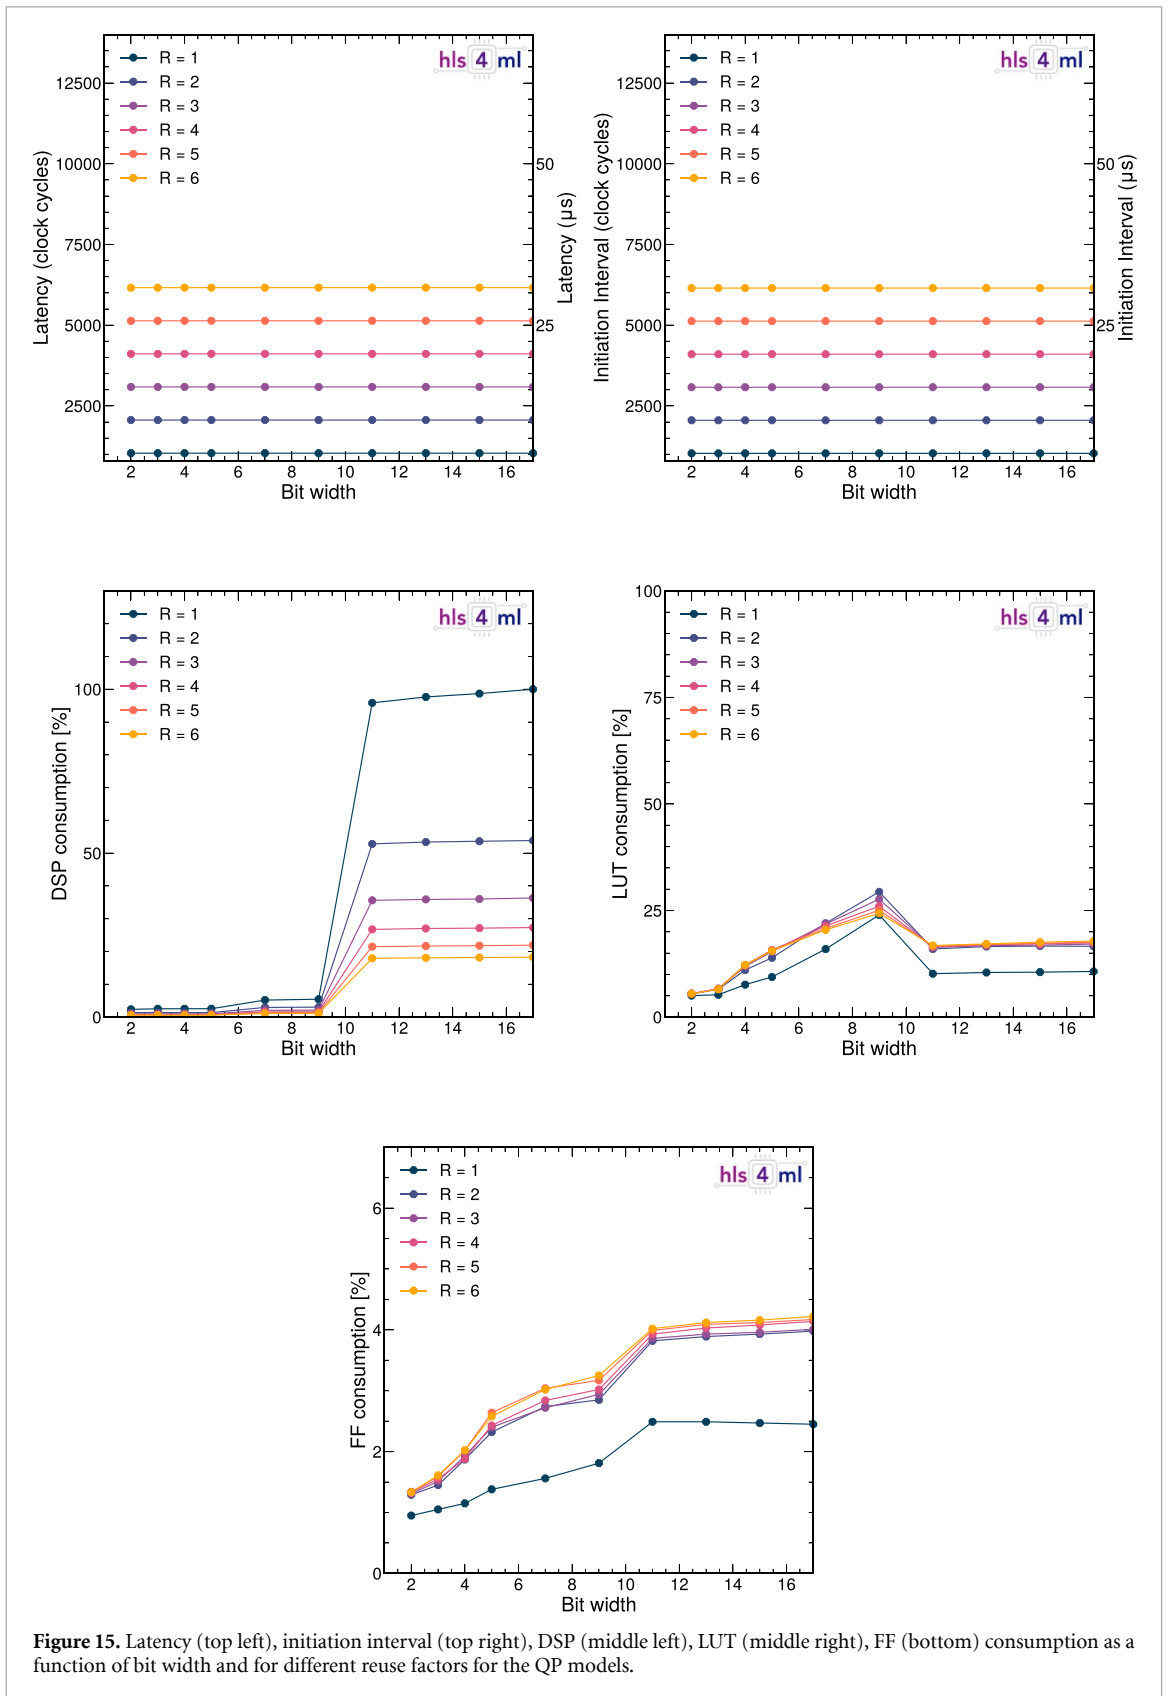 hls 4 ml
R = 1
R = 2
R = 3
R = 4
R = 5
R = 6
12500
10000
7500
5000
2500
50
25
Latency (clock cycles)
Latency (µs)
2 4 6 8 10 12 14 16
Bit width
hls 4 ml
R = 1
R = 2
R = 3
R = 4
R = 5
R = 6
12500
10000
7500
5000
2500
50
25
Initiation Interval (clock cycles)
Initiation Interval (µs)
2 4 6 8 10 12 14 16
Bit width
hls 4 ml
R = 1
R = 2
R = 3
R = 4
R = 5
R = 6
100
50
0
DSP consumption [%]
2 4 6 8 10 12 14 16
Bit width
hls 4 ml
R = 1
R = 2
R = 3
R = 4
R = 5
R = 6
100
75
50
25
0
LUT consumption [%]
2 4 6 8 10 12 14 16
Bit width
hls 4 ml
R = 1
R = 2
R = 3
R = 4
R = 5
R = 6
6
4
2
0
FF consumption [%]
2 4 6 8 10 12 14 16
Bit width
Figure 15. Latency (top left), initiation interval (top right), DSP (middle left), LUT (middle right), FF (bottom) consumption as a
function of bit width and for different reuse factors for the QP models.